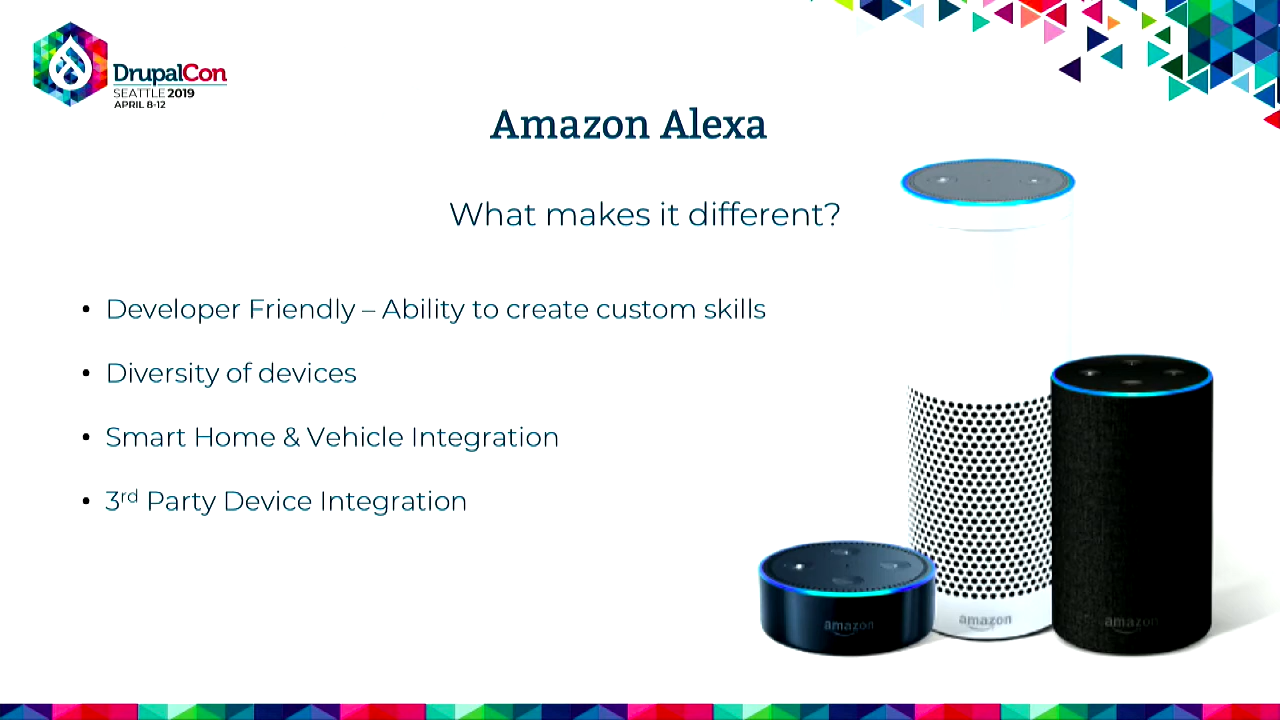 DrupalCon
SEATTLE 2019
APRIL 8-12
Amazon Alexa
What makes it different?
• Developer Friendly – Ability to create custom skills
• Diversity of devices
• Smart Home & Vehicle Integration
• 3rd Party Device Integration
amazon
amazon
amazon